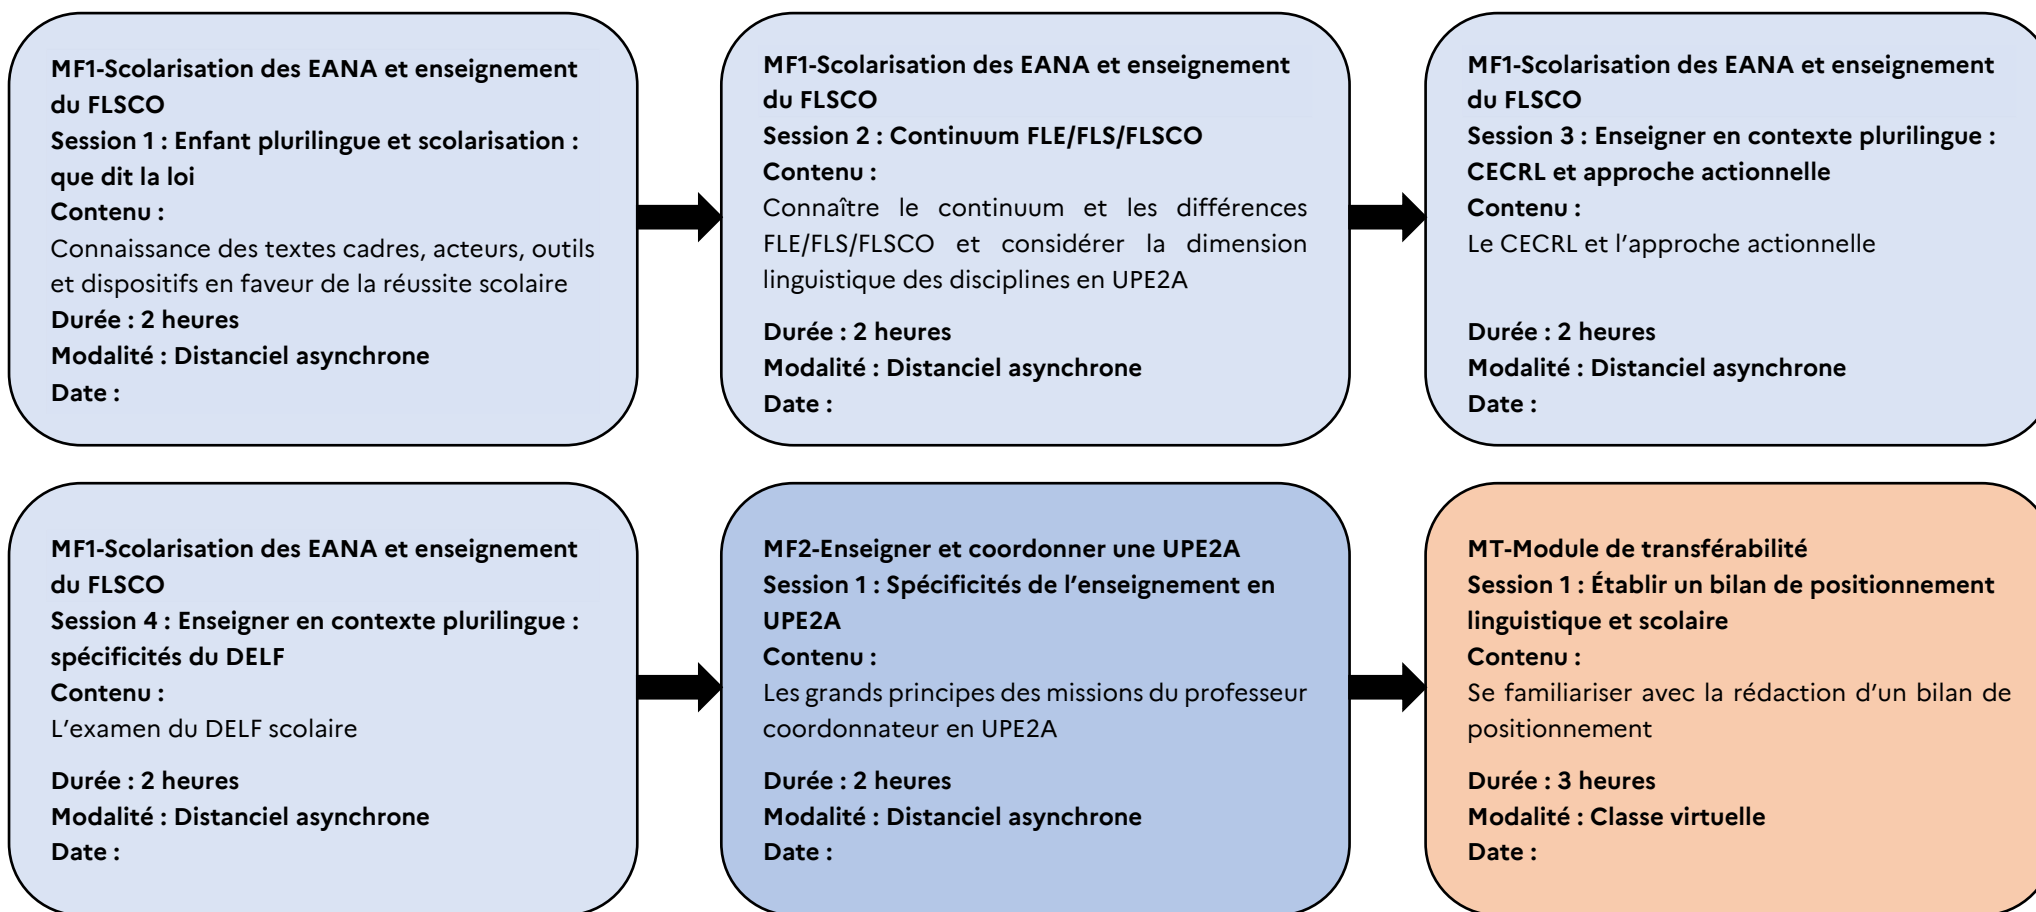 MF1-Scolarisation des EANA et enseignement
du FLSCO
Session 1 : Enfant plurilingue et scolarisation :
que dit la loi
Contenu :
Connaissance des textes cadres, acteurs, outils
et dispositifs en faveur de la réussite scolaire
Durée : 2 heures
Modalité : Distanciel asynchrone
Date :
MF1-Scolarisation des EANA et enseignement
du FLSCO
Session 2 : Continuum FLE/FLS/FLSCO
Contenu :
Connaître le continuum et les différences
FLE/FLS/FLSCO et considérer la dimension
linguistique des disciplines en UPE2A
Durée : 2 heures
Modalité : Distanciel asynchrone
Date :
MF1-Scolarisation des EANA et enseignement
du FLSCO
Session 3 : Enseigner en contexte plurilingue :
CECRL et approche actionnelle
Contenu :
Le CECRL et l’approche actionnelle
Durée : 2 heures
Modalité : Distanciel asynchrone
Date :
MF1-Scolarisation des EANA et enseignement
du FLSCO
Session 4 : Enseigner en contexte plurilingue :
spécificités du DELF
Contenu :
L’examen du DELF scolaire
Durée : 2 heures
Modalité : Distanciel asynchrone
Date :
MF2-Enseigner et coordonner une UPE2A
Session 1 : Spécificités de l’enseignement en
UPE2A
Contenu :
Les grands principes des missions du professeur
coordonnateur en UPE2A
Durée : 2 heures
Modalité : Distanciel asynchrone
Date :
MT-Module de transférabilité
Session 1 : Établir un bilan de positionnement
linguistique et scolaire
Contenu :
Se familiariser avec la rédaction d’un bilan de
positionnement
Durée : 3 heures
Modalité : Classe virtuelle
Date :